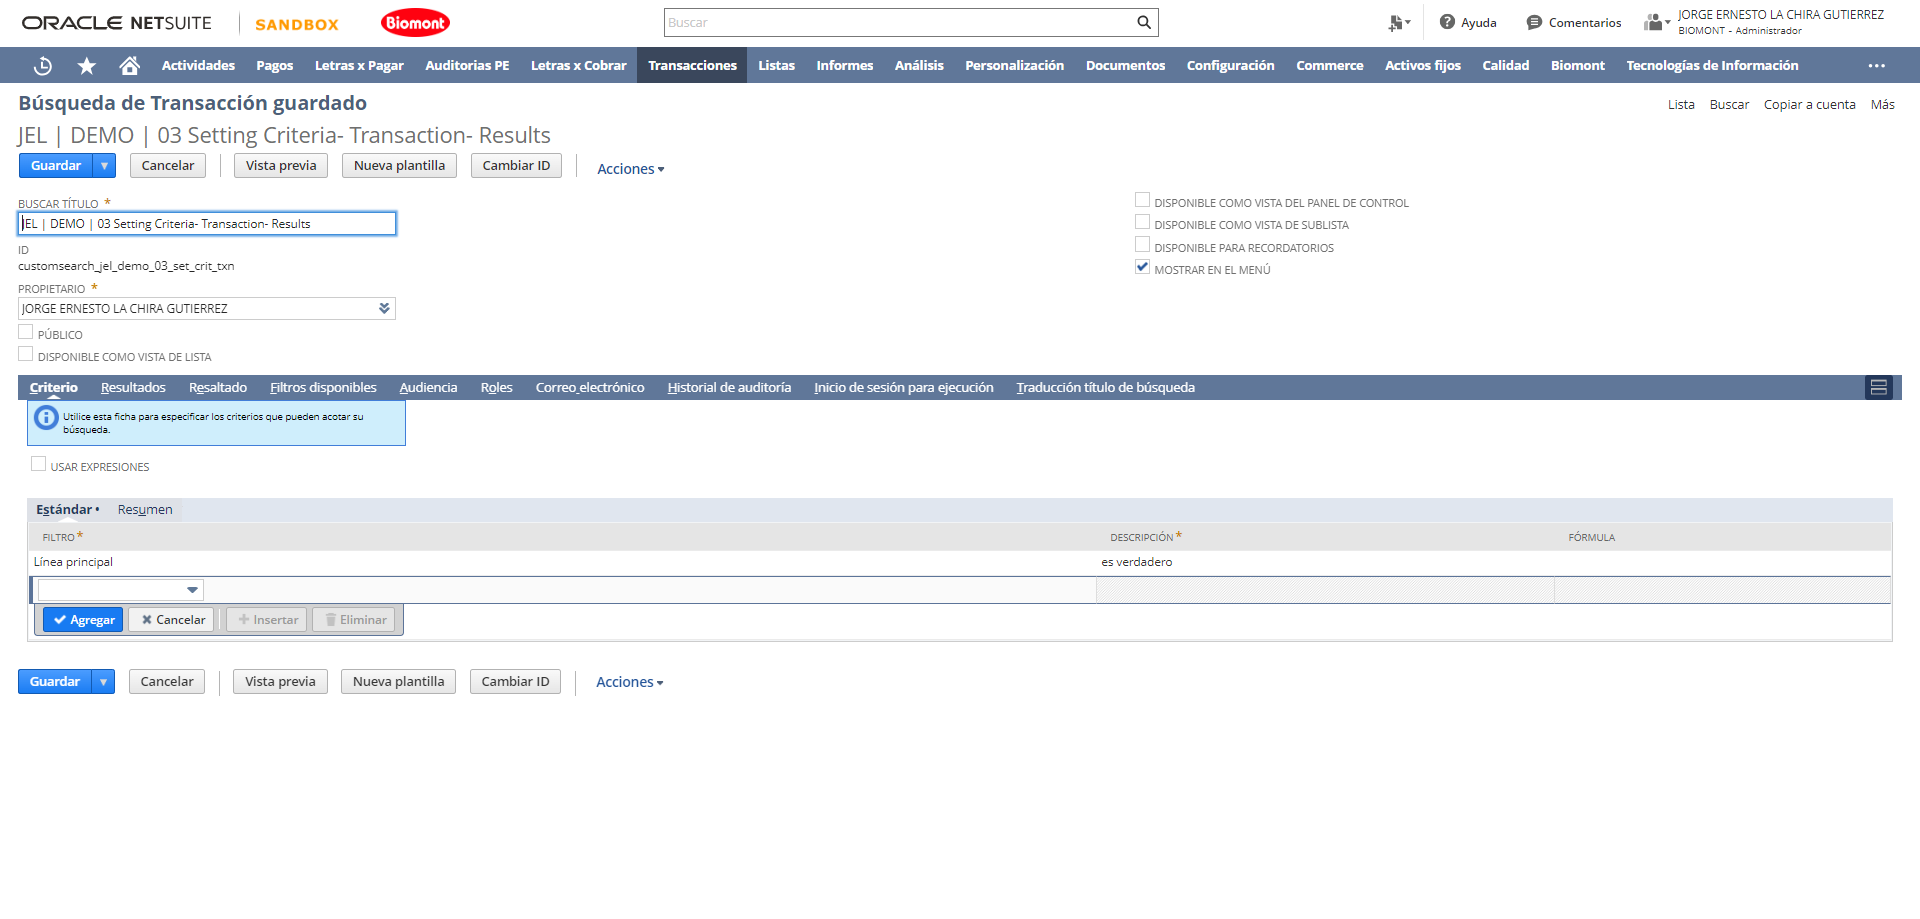 ORACLE NETSUITE SANDBOX Biomont Buscar Ayuda Comentarios JORGE ERNESTO LA CHIRA GUTIERREZ
BIOMONT - Administrador
Actividades Pagos Letras x Pagar Auditorias PE Letras x Cobrar Transacciones Listas Informes Análisis Personalización Documentos Configuración Commerce Activos fijos Calidad Biomont Tecnologías de Información
Búsqueda de Transacción guardado Lista Buscar Copiar a cuenta Más
JEL | DEMO | 03 Setting Criteria- Transaction- Results
Guardar Cancelar Vista previa Nueva plantilla Cambiar ID Acciones
BUSCAR TÍTULO * DISPONIBLE COMO VISTA DEL PANEL DE CONTROL
JEL | DEMO | 03 Setting Criteria- Transaction- Results DISPONIBLE COMO VISTA DE SUBLISTA
ID DISPONIBLE PARA RECORDATORIOS
customsearch_jel_demo_03_set_crit_txn MOSTRAR EN EL MENÚ
PROPIETARIO *
JORGE ERNESTO LA CHIRA GUTIERREZ
PÚBLICO
DISPONIBLE COMO VISTA DE LISTA
Criterio Resultados Resaltado Filtros disponibles Audiencia Roles Correo electrónico Historial de auditoría Inicio de sesión para ejecución Traducción título de búsqueda
Utilice esta ficha para especificar los criterios que pueden acotar su
búsqueda.
USAR EXPRESIONES
Estándar • Resumen
FILTRO * DESCRIPCIÓN * FÓRMULA
Línea principal es verdadero
Agregar Cancelar Insertar Eliminar
Guardar Cancelar Vista previa Nueva plantilla Cambiar ID Acciones